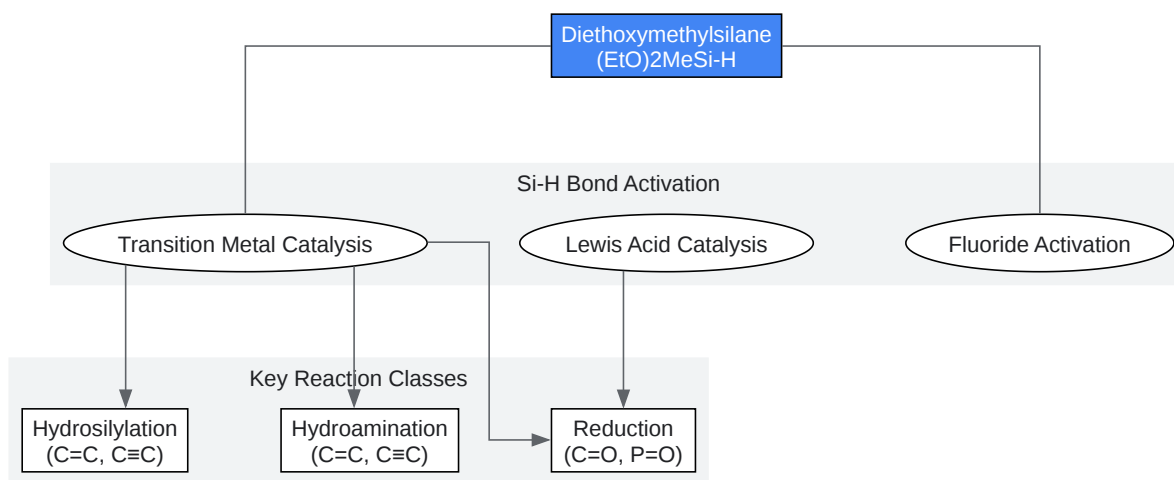 Diethoxymethylsilane
(EtO)2MeSi-H
Si-H Bond Activation
Transition Metal Catalysis
Lewis Acid Catalysis
Fluoride Activation
Key Reaction Classes
Hydrosilylation
(C=C, C≡C)
Hydroamination
(C=C, C≡C)
Reduction
(C=O, P=O)